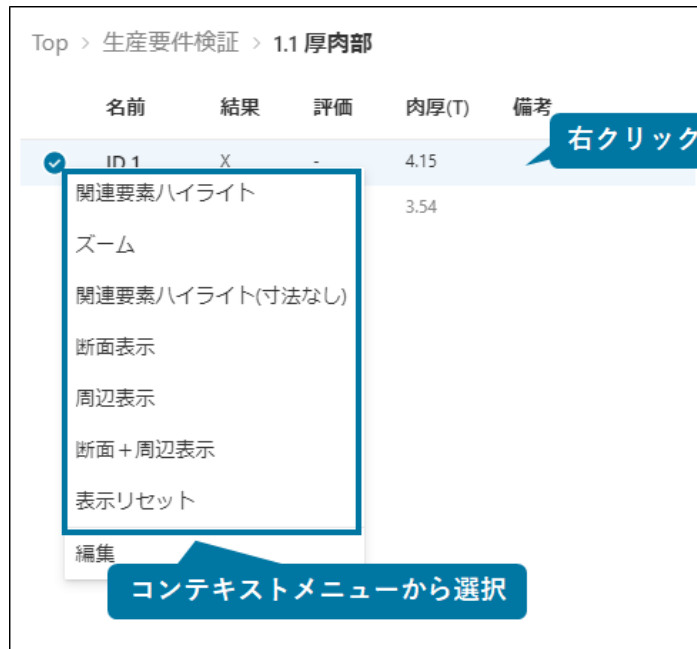 Top > 生産要件検証 > 1.1 厚肉部
名前 結果 評価 肉厚(T) 備考
右クリック
ID 1 X - 4.15
関連要素ハイライト
3.54
ズーム
関連要素ハイライト(寸法なし)
断面表示
周辺表示
断面+周辺表示
表示リセット
編集
コンテキストメニューから選択